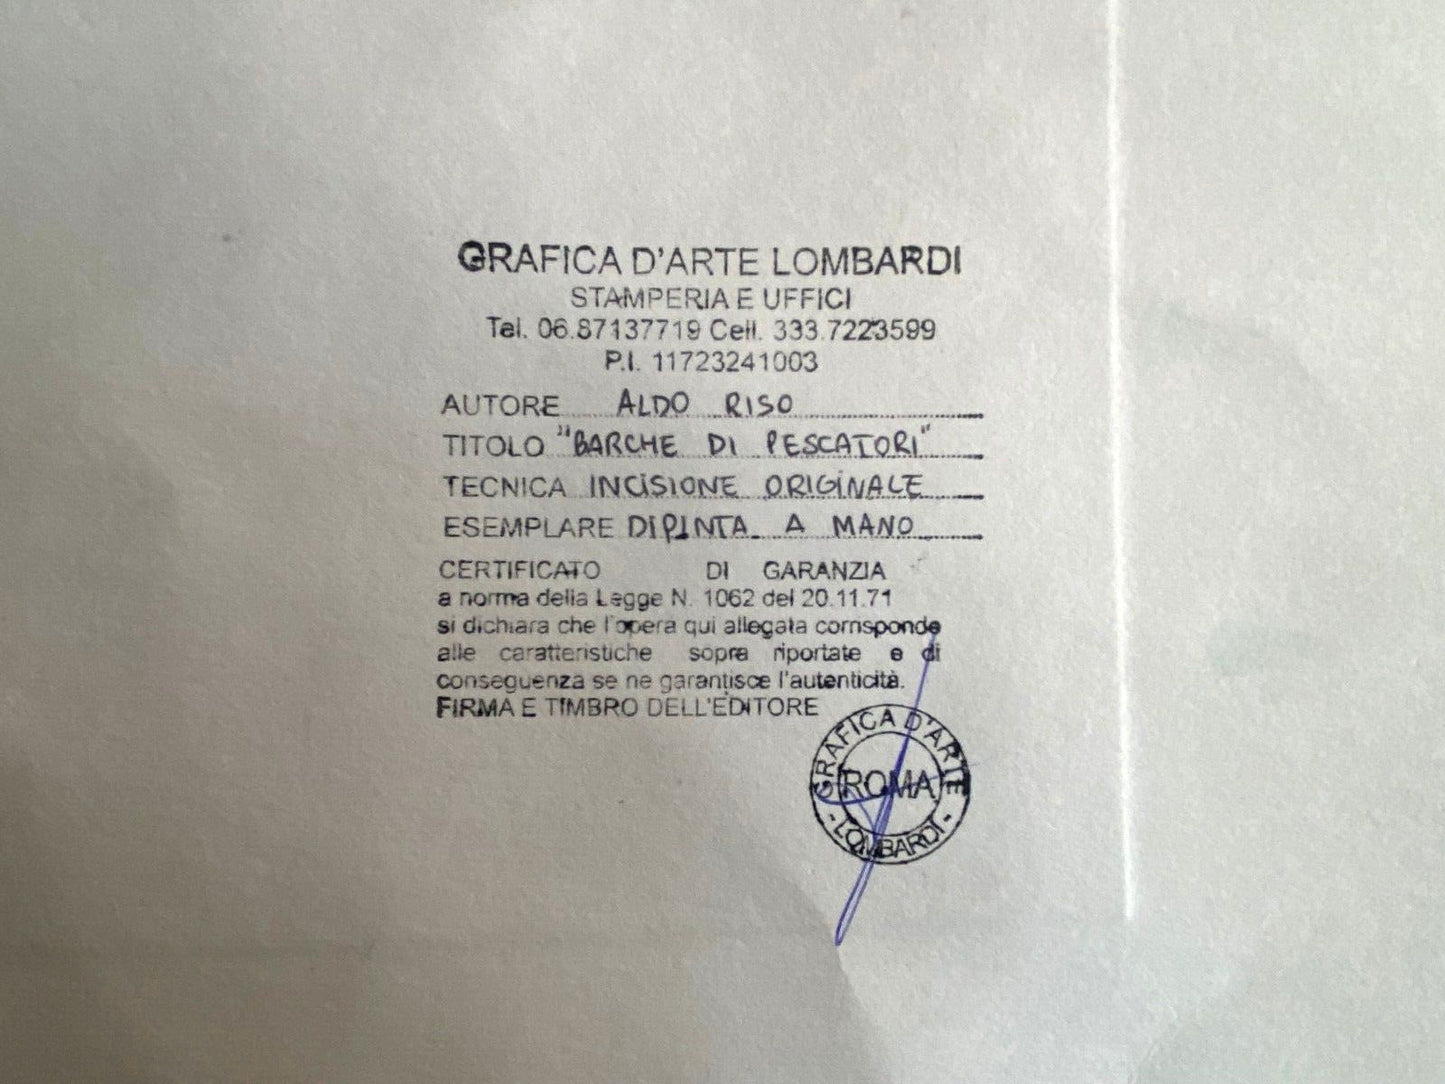 GRAFICA D'ARTE LOMBARDI
STAMPERIA E UFFICI
Tel. 06.87137719 Cell. 333.7223599
P.I. 11723241003
AUTORE ALDO RISO
TITOLO "BARCHE DI PESCATORI"
TECNICA INCISIONE ORIGINALE
ESEMPLARE DIPINTA A MANO
CERTIFICATO DI GARANZIA
a norma della Legge N. 1062 del 20.11.71
si dichiara che l'opera qui allegata corrisponde
alle caratteristiche sopra riportate e di
conseguenza se ne garantisce l'autenticità.
FIRMA E TIMBRO DELL'EDITORE
GRAFICA D'ARTE
ROMA
- LOMBARDI -